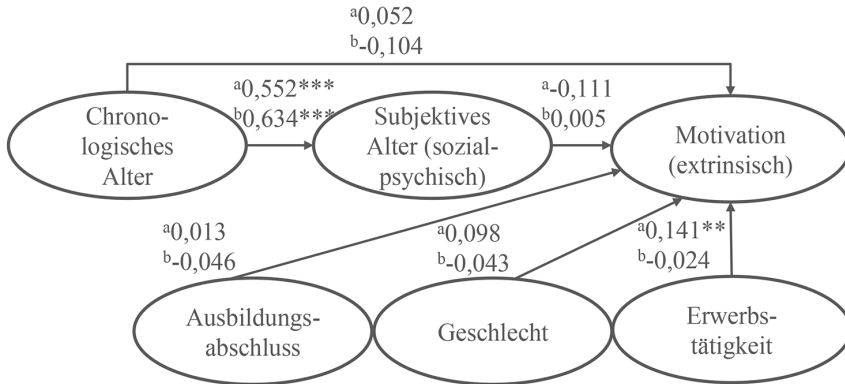 ᵃ0,052
ᵇ-0,104
ᵃ0,552***
ᵇ0,634***
ᵃ-0,111
ᵇ0,005
Chrono-
logisches
Alter
Subjektives
Alter (sozial-
psychisch)
Motivation
(extrinsisch)
ᵃ0,013
ᵇ-0,046
ᵃ0,098
ᵇ-0,043
ᵃ0,141**
ᵇ-0,024
Ausbildungs-
abschluss
Geschlecht
Erwerbs-
tätigkeit